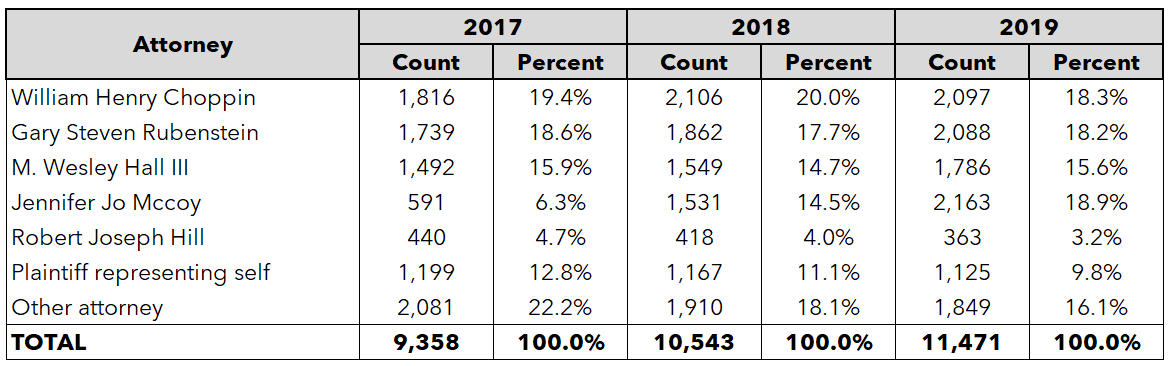 Attorney 2017 2018 2019
Count Percent Count Percent Count Percent
William Henry Choppin 1,816 19.4% 2,106 20.0% 2,097 18.3%
Gary Steven Rubenstein 1,739 18.6% 1,862 17.7% 2,088 18.2%
M. Wesley Hall III 1,492 15.9% 1,549 14.7% 1,786 15.6%
Jennifer Jo Mccoy 591 6.3% 1,531 14.5% 2,163 18.9%
Robert Joseph Hill 440 4.7% 418 4.0% 363 3.2%
Plaintiff representing self 1,199 12.8% 1,167 11.1% 1,125 9.8%
Other attorney 2,081 22.2% 1,910 18.1% 1,849 16.1%
TOTAL 9,358 100.0% 10,543 100.0% 11,471 100.0%